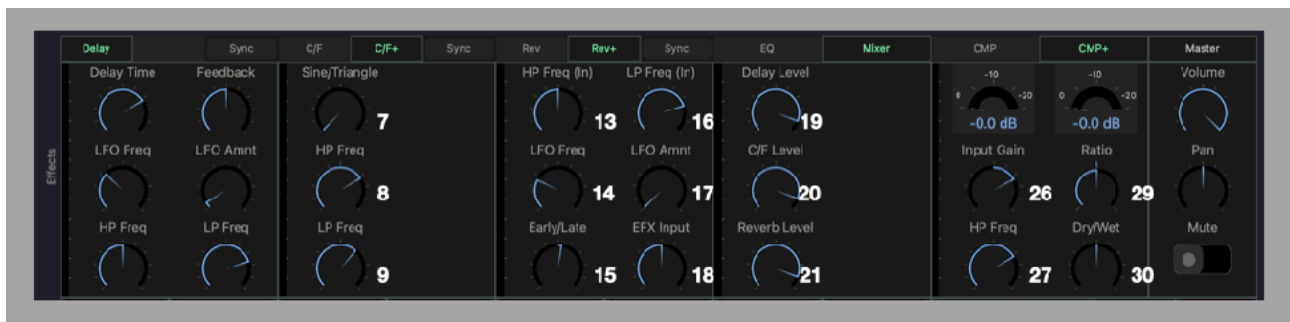 Delay Sync C/F C/F+ Sync Rev Rev+ Sync EQ Mixer CMP CMP+ Master
Delay Time Feedback Sine/Triangle HP Freq (In) LP Freq (In) Delay Level -10 -10 Volume
0 -20 0 -20
7 13 16 19 -0.0 dB -0.0 dB
LFO Freq LFO Amnt HP Freq LFO Freq LFO Amnt C/F Level Input Gain Ratio Pan
Effects
8 14 17 20 26 29
HP Freq LP Freq LP Freq Early/Late EFX Input Reverb Level HP Freq Dry/Wet Mute
9 15 18 21 27 30